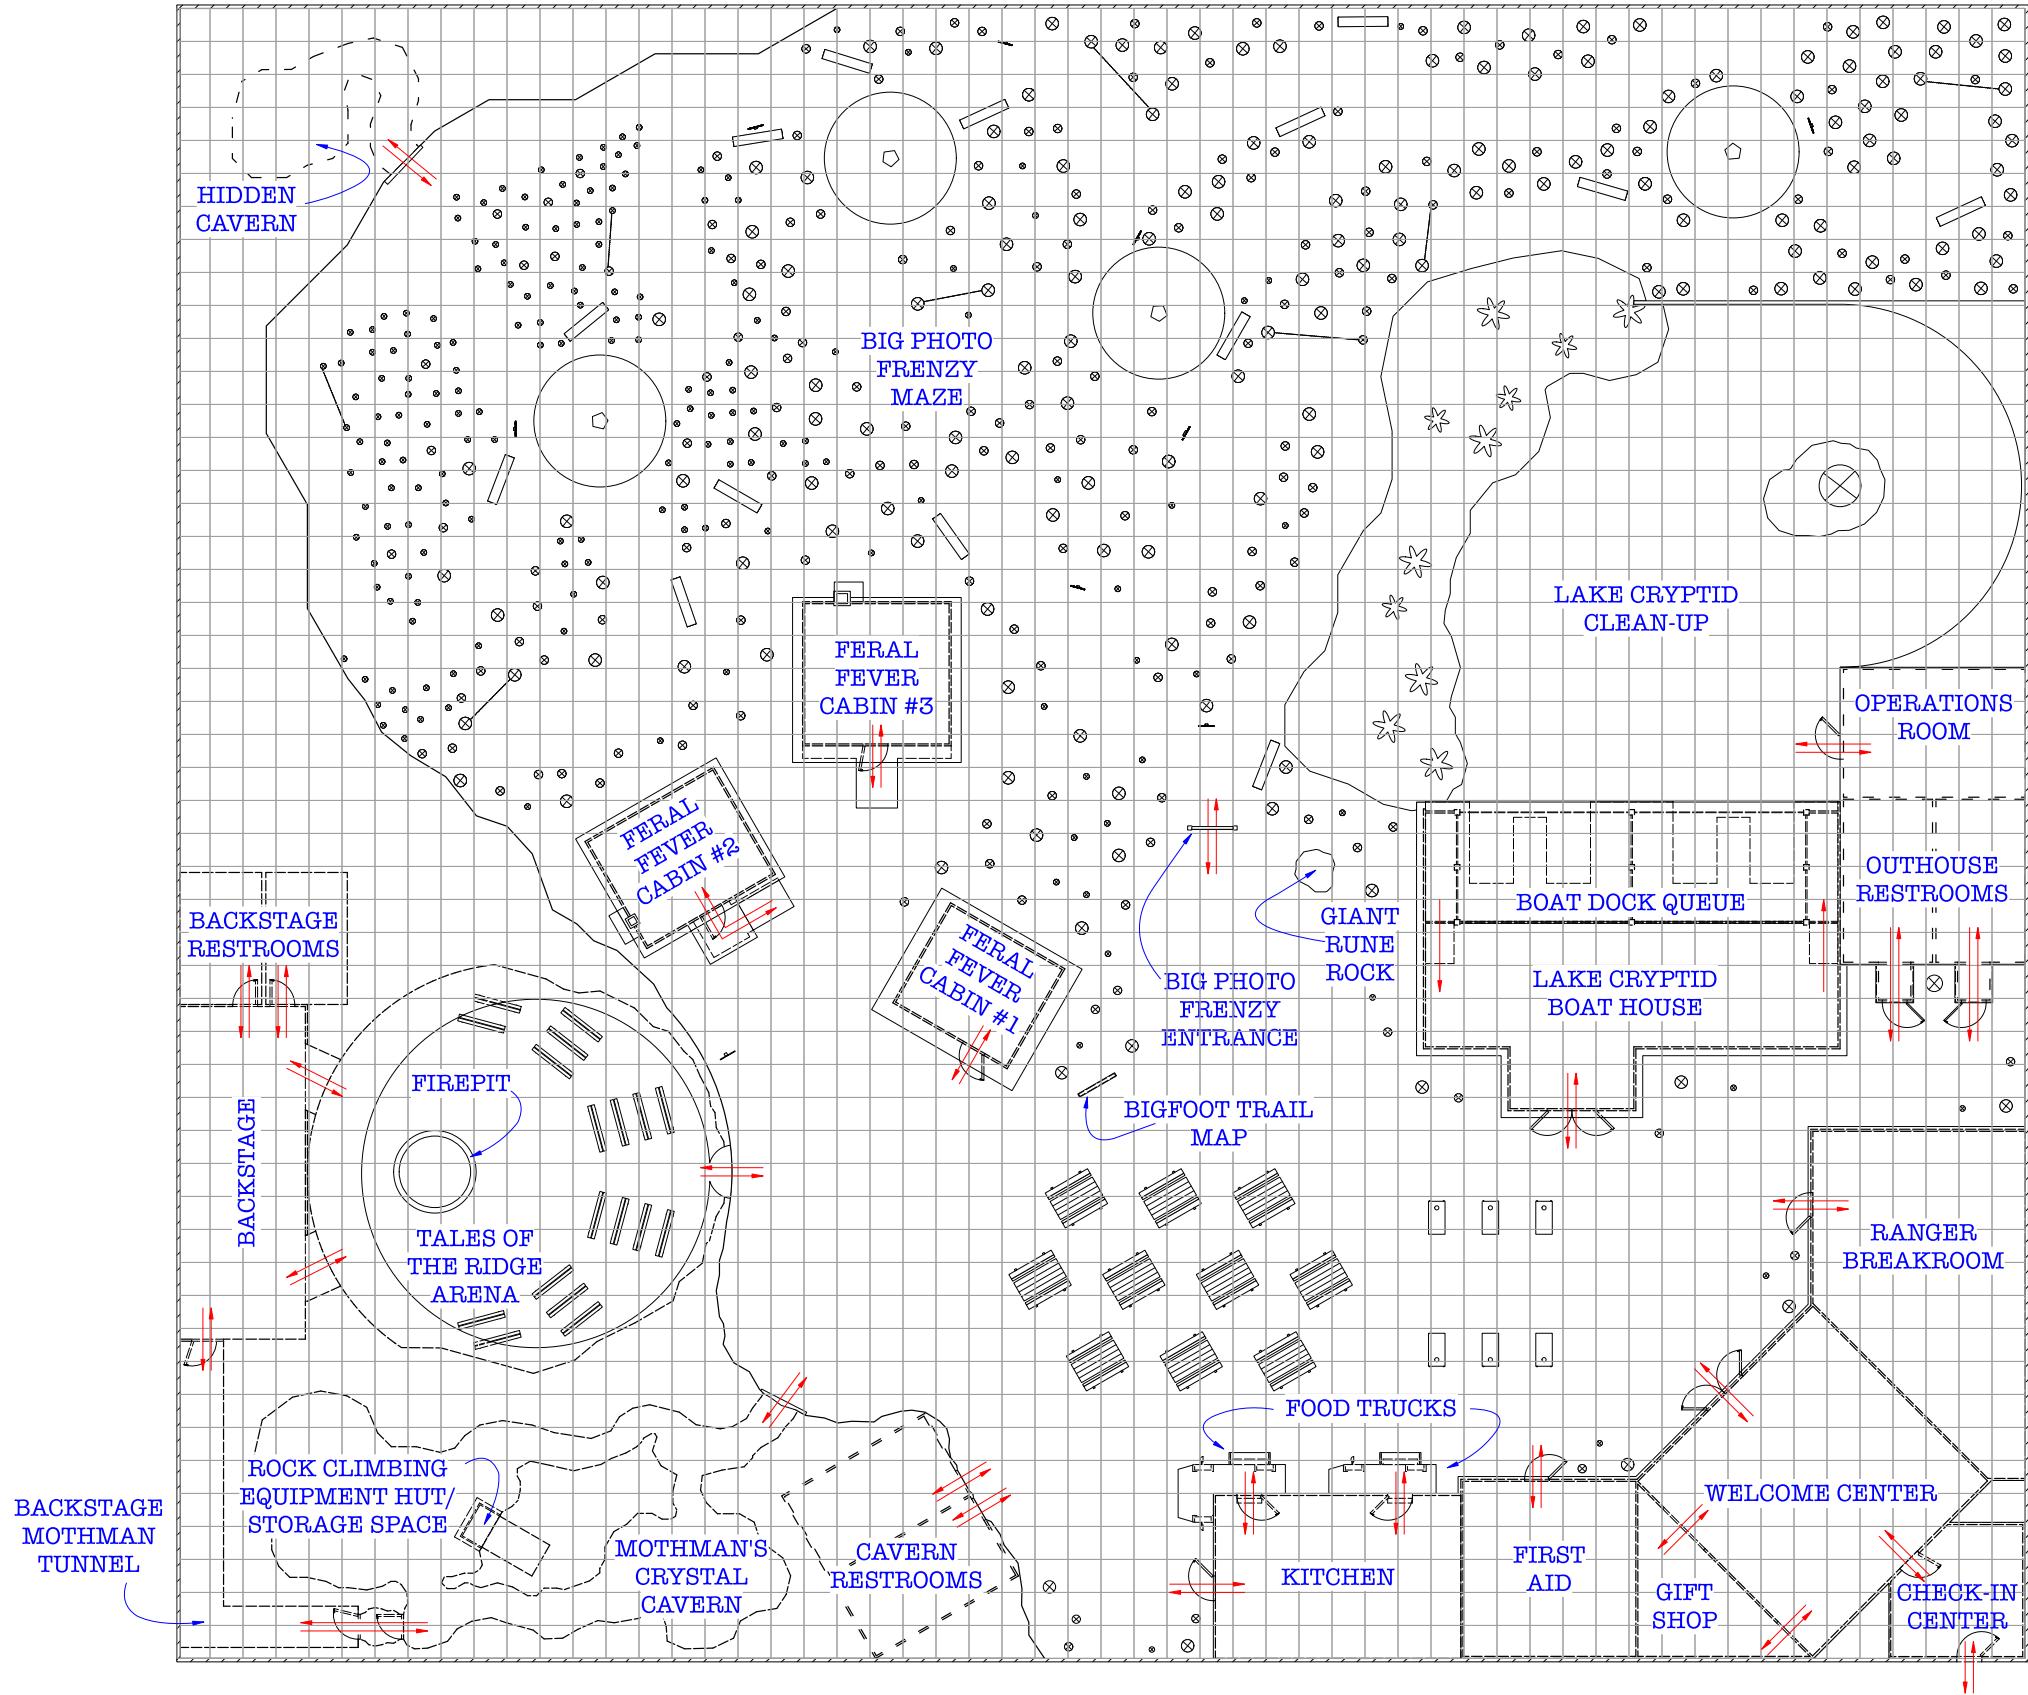 HIDDEN
CAVERN
BIG PHOTO
FRENZY
MAZE
LAKE CRYPTID
CLEAN-UP
FERAL
FEVER
CABIN #3
OPERATIONS
ROOM
FERAL
FEVER
CABIN #2
OUTHOUSE
RESTROOMS
BOAT DOCK QUEUE
BACKSTAGE
RESTROOMS
FERAL
FEVER
CABIN #1
GIANT
RUNE
ROCK
BIG PHOTO
FRENZY
ENTRANCE
LAKE CRYPTID
BOAT HOUSE
FIREPIT
BIGFOOT TRAIL
MAP
BACKSTAGE
TALES OF
THE RIDGE
ARENA
RANGER
BREAKROOM
FOOD TRUCKS
ROCK CLIMBING
EQUIPMENT HUT/
STORAGE SPACE
BACKSTAGE
MOTHMAN
TUNNEL
MOTHMAN'S
CRYSTAL
CAVERN
CAVERN
RESTROOMS
KITCHEN
FIRST
AID
WELCOME CENTER
GIFT
SHOP
CHECK-IN
CENTER